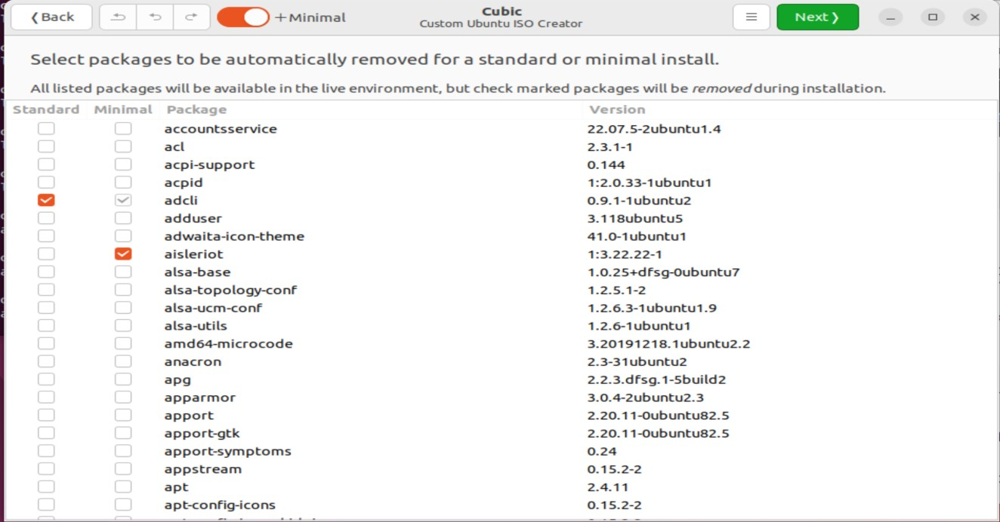 ❮Back
+Minimal
Cubic
Custom Ubuntu ISO Creator
Next❯
Select packages to be automatically removed for a standard or minimal install.
All listed packages will be available in the live environment, but check marked packages will be removed during installation.
Standard Minimal Package Version
accountsservice 22.07.5-2ubuntu1.4
acl 2.3.1-1
acpi-support 0.144
acpid 1:2.0.33-1ubuntu1
adcli 0.9.1-1ubuntu2
adduser 3.118ubuntu5
adwaita-icon-theme 41.0-1ubuntu1
aisleriot 1:3.22.22-1
alsa-base 1.0.25+dfsg-0ubuntu7
alsa-topology-conf 1.2.5.1-2
alsa-ucm-conf 1.2.6.3-1ubuntu1.9
alsa-utils 1.2.6-1ubuntu1
amd64-microcode 3.20191218.1ubuntu2.2
anacron 2.3-31ubuntu2
apg 2.2.3.dfsg.1-5build2
apparmor 3.0.4-2ubuntu2.3
apport 2.20.11-0ubuntu82.5
apport-gtk 2.20.11-0ubuntu82.5
apport-symptoms 0.24
appstream 0.15.2-2
apt 2.4.11
apt-config-icons 0.15.2-2